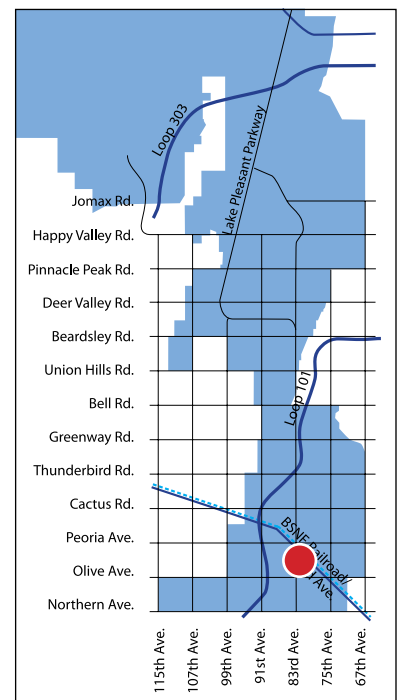 Loop 303
Lake Pleasant Parkway
Jomax Rd.
Happy Valley Rd.
Pinnacle Peak Rd.
Deer Valley Rd.
Beardsley Rd.
Union Hills Rd.
Bell Rd.
Loop 101
Greenway Rd.
Thunderbird Rd.
Cactus Rd.
BSNF Railroad/
Ave
Peoria Ave.
Olive Ave.
Northern Ave.
115th Ave.
107th Ave.
99th Ave.
91st Ave.
83rd Ave.
75th Ave.
67th Ave.